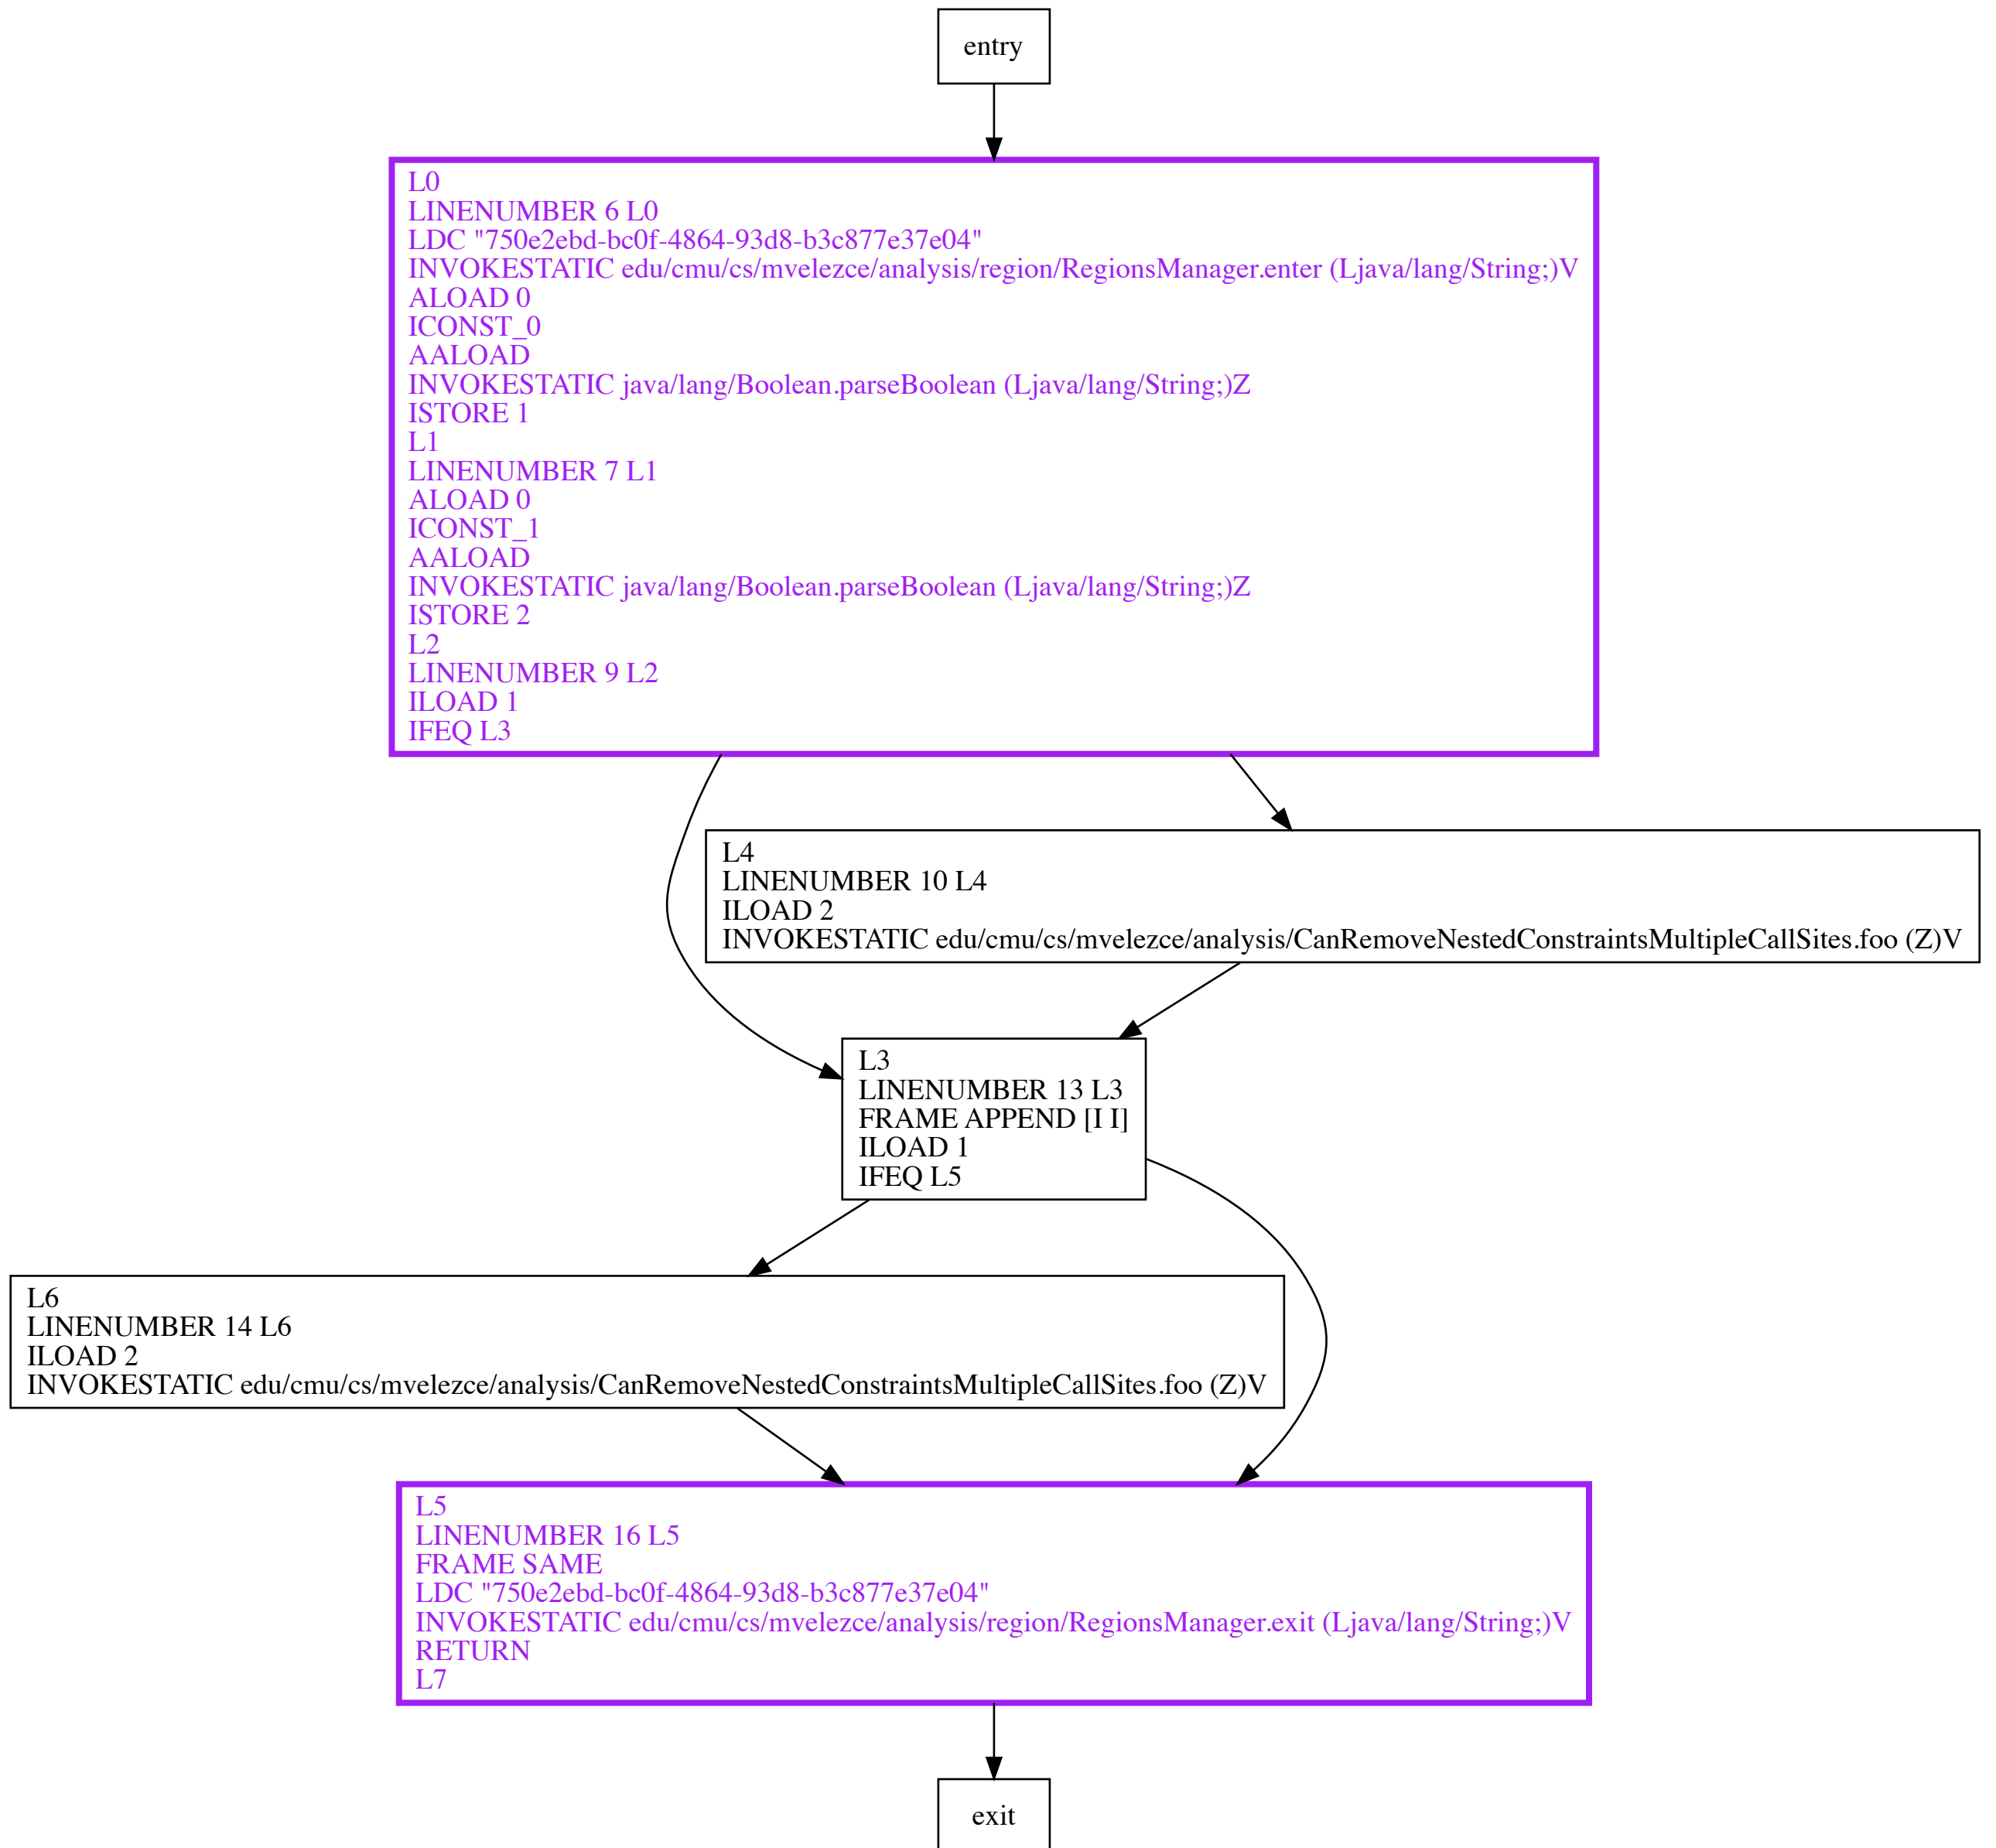 entry
L0
LINENUMBER 6 L0
LDC "750e2ebd-bc0f-4864-93d8-b3c877e37e04"
INVOKESTATIC edu/cmu/cs/mvelezce/analysis/region/RegionsManager.enter (Ljava/lang/String;)V
ALOAD 0
ICONST_0
AALOAD
INVOKESTATIC java/lang/Boolean.parseBoolean (Ljava/lang/String;)Z
ISTORE 1
L1
LINENUMBER 7 L1
ALOAD 0
ICONST_1
AALOAD
INVOKESTATIC java/lang/Boolean.parseBoolean (Ljava/lang/String;)Z
ISTORE 2
L2
LINENUMBER 9 L2
ILOAD 1
IFEQ L3
L4
LINENUMBER 10 L4
ILOAD 2
INVOKESTATIC edu/cmu/cs/mvelezce/analysis/CanRemoveNestedConstraintsMultipleCallSites.foo (Z)V
L3
LINENUMBER 13 L3
FRAME APPEND [I I]
ILOAD 1
IFEQ L5
L6
LINENUMBER 14 L6
ILOAD 2
INVOKESTATIC edu/cmu/cs/mvelezce/analysis/CanRemoveNestedConstraintsMultipleCallSites.foo (Z)V
L5
LINENUMBER 16 L5
FRAME SAME
LDC "750e2ebd-bc0f-4864-93d8-b3c877e37e04"
INVOKESTATIC edu/cmu/cs/mvelezce/analysis/region/RegionsManager.exit (Ljava/lang/String;)V
RETURN
L7
exit